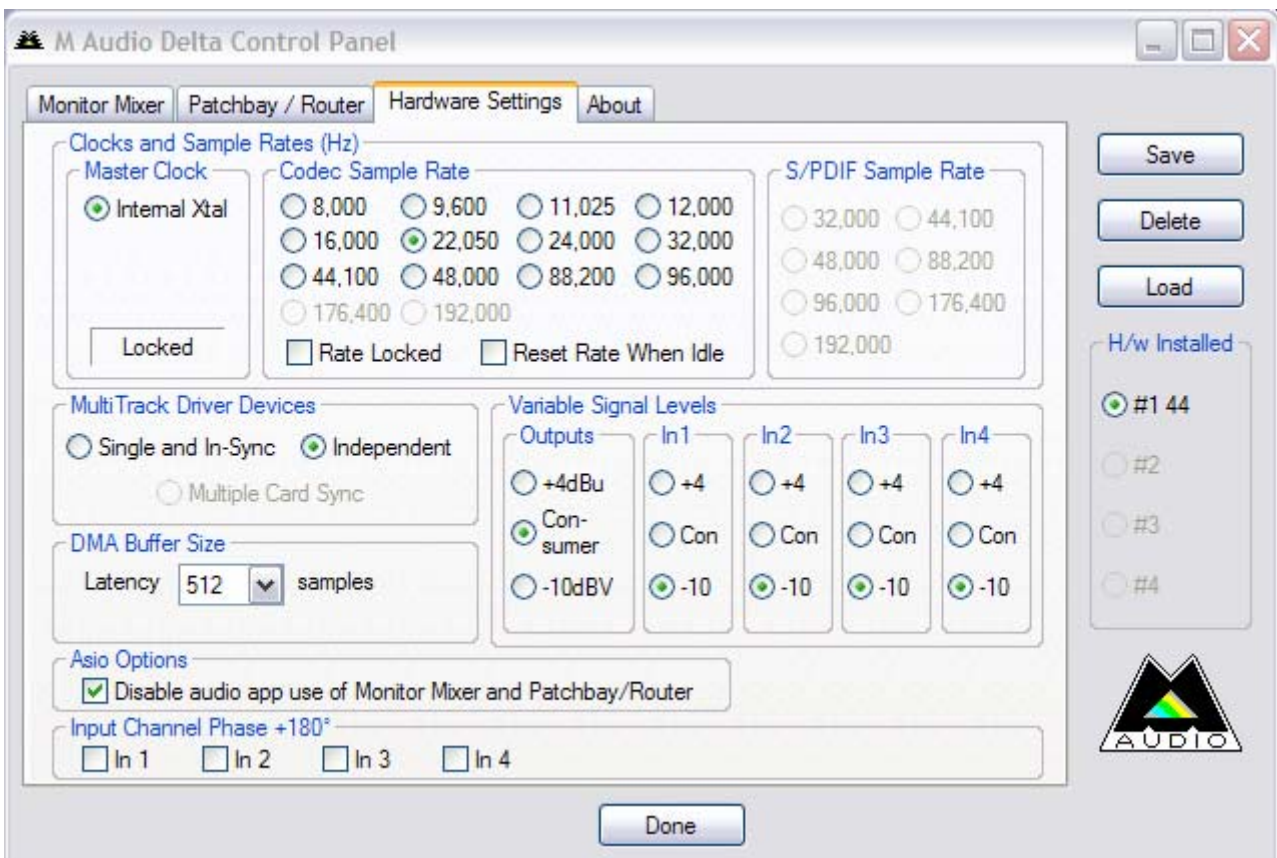 M Audio Delta Control Panel
Monitor Mixer Patchbay / Router Hardware Settings About
Clocks and Sample Rates (Hz)
Master Clock
Internal Xtal
Locked
Codec Sample Rate
8,000 9,600 11,025 12,000
16,000 22,050 24,000 32,000
44,100 48,000 88,200 96,000
176,400 192,000
Rate Locked Reset Rate When Idle
S/PDIF Sample Rate
32,000 44,100
48,000 88,200
96,000 176,400
192,000
MultiTrack Driver Devices
Single and In-Sync Independent
Multiple Card Sync
DMA Buffer Size
Latency 512 samples
Variable Signal Levels
Outputs In1 In2 In3 In4
+4dBu +4 +4 +4 +4
Con-
sumer Con Con Con Con
-10dBV -10 -10 -10 -10
Asio Options
Disable audio app use of Monitor Mixer and Patchbay/Router
Input Channel Phase +180°
In 1 In 2 In 3 In 4
Save
Delete
Load
H/w Installed
#1 44
#2
#3
#4
M
AUDIO
Done